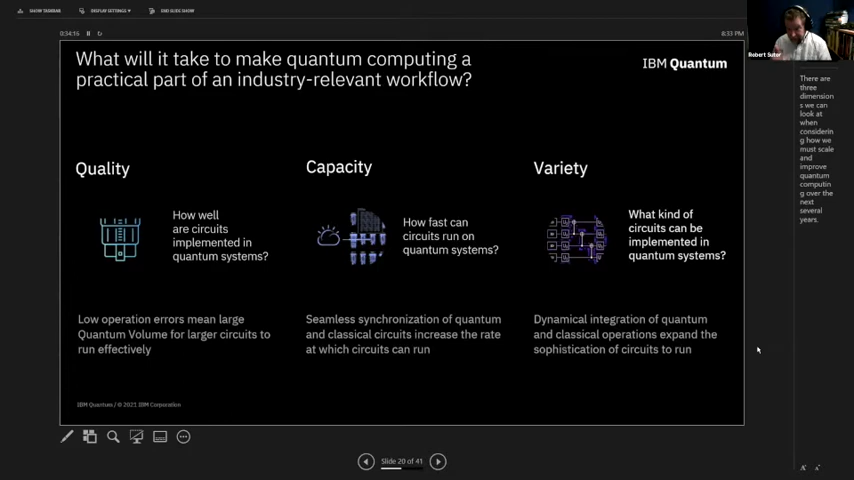 SHOW TASKBAR
DISPLAY SETTINGS ▾
END SLIDE SHOW
0:34:16
8:33 PM
What will it take to make quantum computing a
practical part of an industry-relevant workflow?
IBM Quantum
Quality
Capacity
Variety
How well
are circuits
implemented in
quantum systems?
How fast can
circuits run on
quantum systems?
What kind of
circuits can be
implemented in
quantum systems?
Low operation errors mean large
Quantum Volume for larger circuits to
run effectively
Seamless synchronization of quantum
and classical circuits increase the rate
at which circuits can run
Dynamical integration of quantum
and classical operations expand the
sophistication of circuits to run
IBM Quantum / © 2021 IBM Corporation
Slide 20 of 41
Robert Sutor
There are
three
dimension
s we can
look at
when
considerin
g how we
must scale
and
improve
quantum
computin
g over the
next
several
years.
A
A